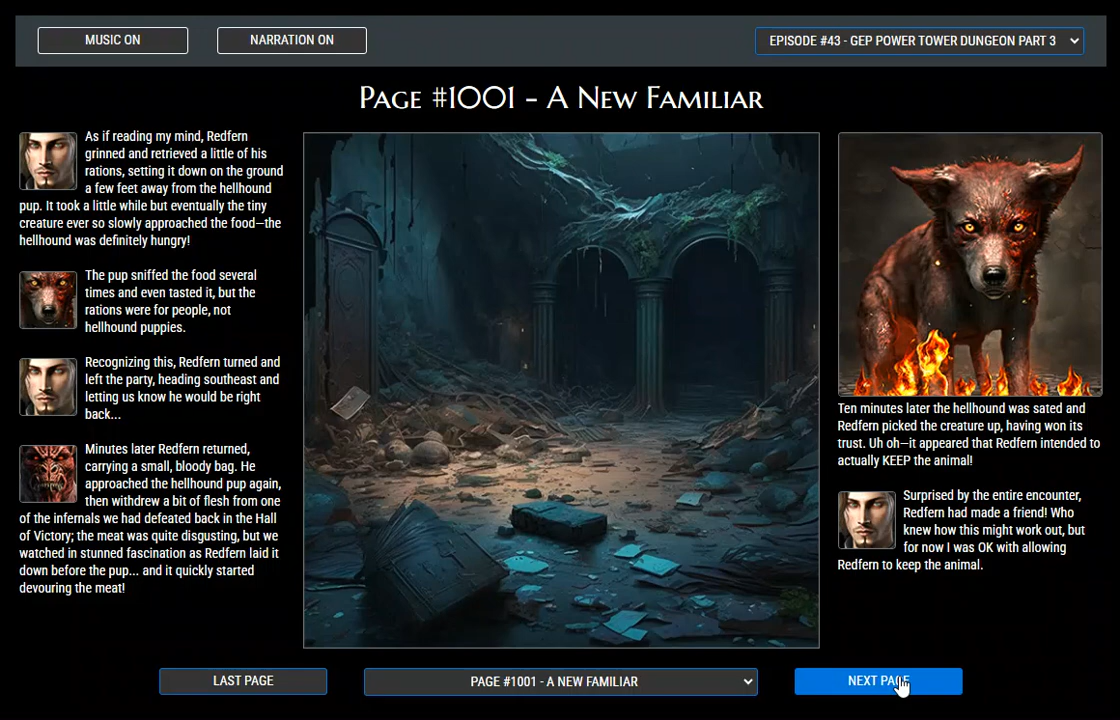 MUSIC ON
NARRATION ON
EPISODE #43 - GEP POWER TOWER DUNGEON PART 3
Page #1001 - A New Familiar
As if reading my mind, Redfern
grinned and retrieved a little of his
rations, setting it down on the ground
a few feet away from the hellhound
pup. It took a little while but eventually the tiny
creature ever so slowly approached the food—the
hellhound was definitely hungry!
The pup sniffed the food several
times and even tasted it, but the
rations were for people, not
hellhound puppies.
Recognizing this, Redfern turned and
left the party, heading southeast and
letting us know he would be right
back...
Minutes later Redfern returned,
carrying a small, bloody bag. He
approached the hellhound pup again,
then withdrew a bit of flesh from one
of the infernals we had defeated back in the Hall
of Victory; the meat was quite disgusting, but we
watched in stunned fascination as Redfern laid it
down before the pup... and it quickly started
devouring the meat!
Ten minutes later the hellhound was sated and
Redfern picked the creature up, having won its
trust. Uh oh—it appeared that Redfern intended to
actually KEEP the animal!
Surprised by the entire encounter,
Redfern had made a friend! Who
knew how this might work out, but
for now I was OK with allowing
Redfern to keep the animal.
LAST PAGE
PAGE #1001 - A NEW FAMILIAR
NEXT PAGE